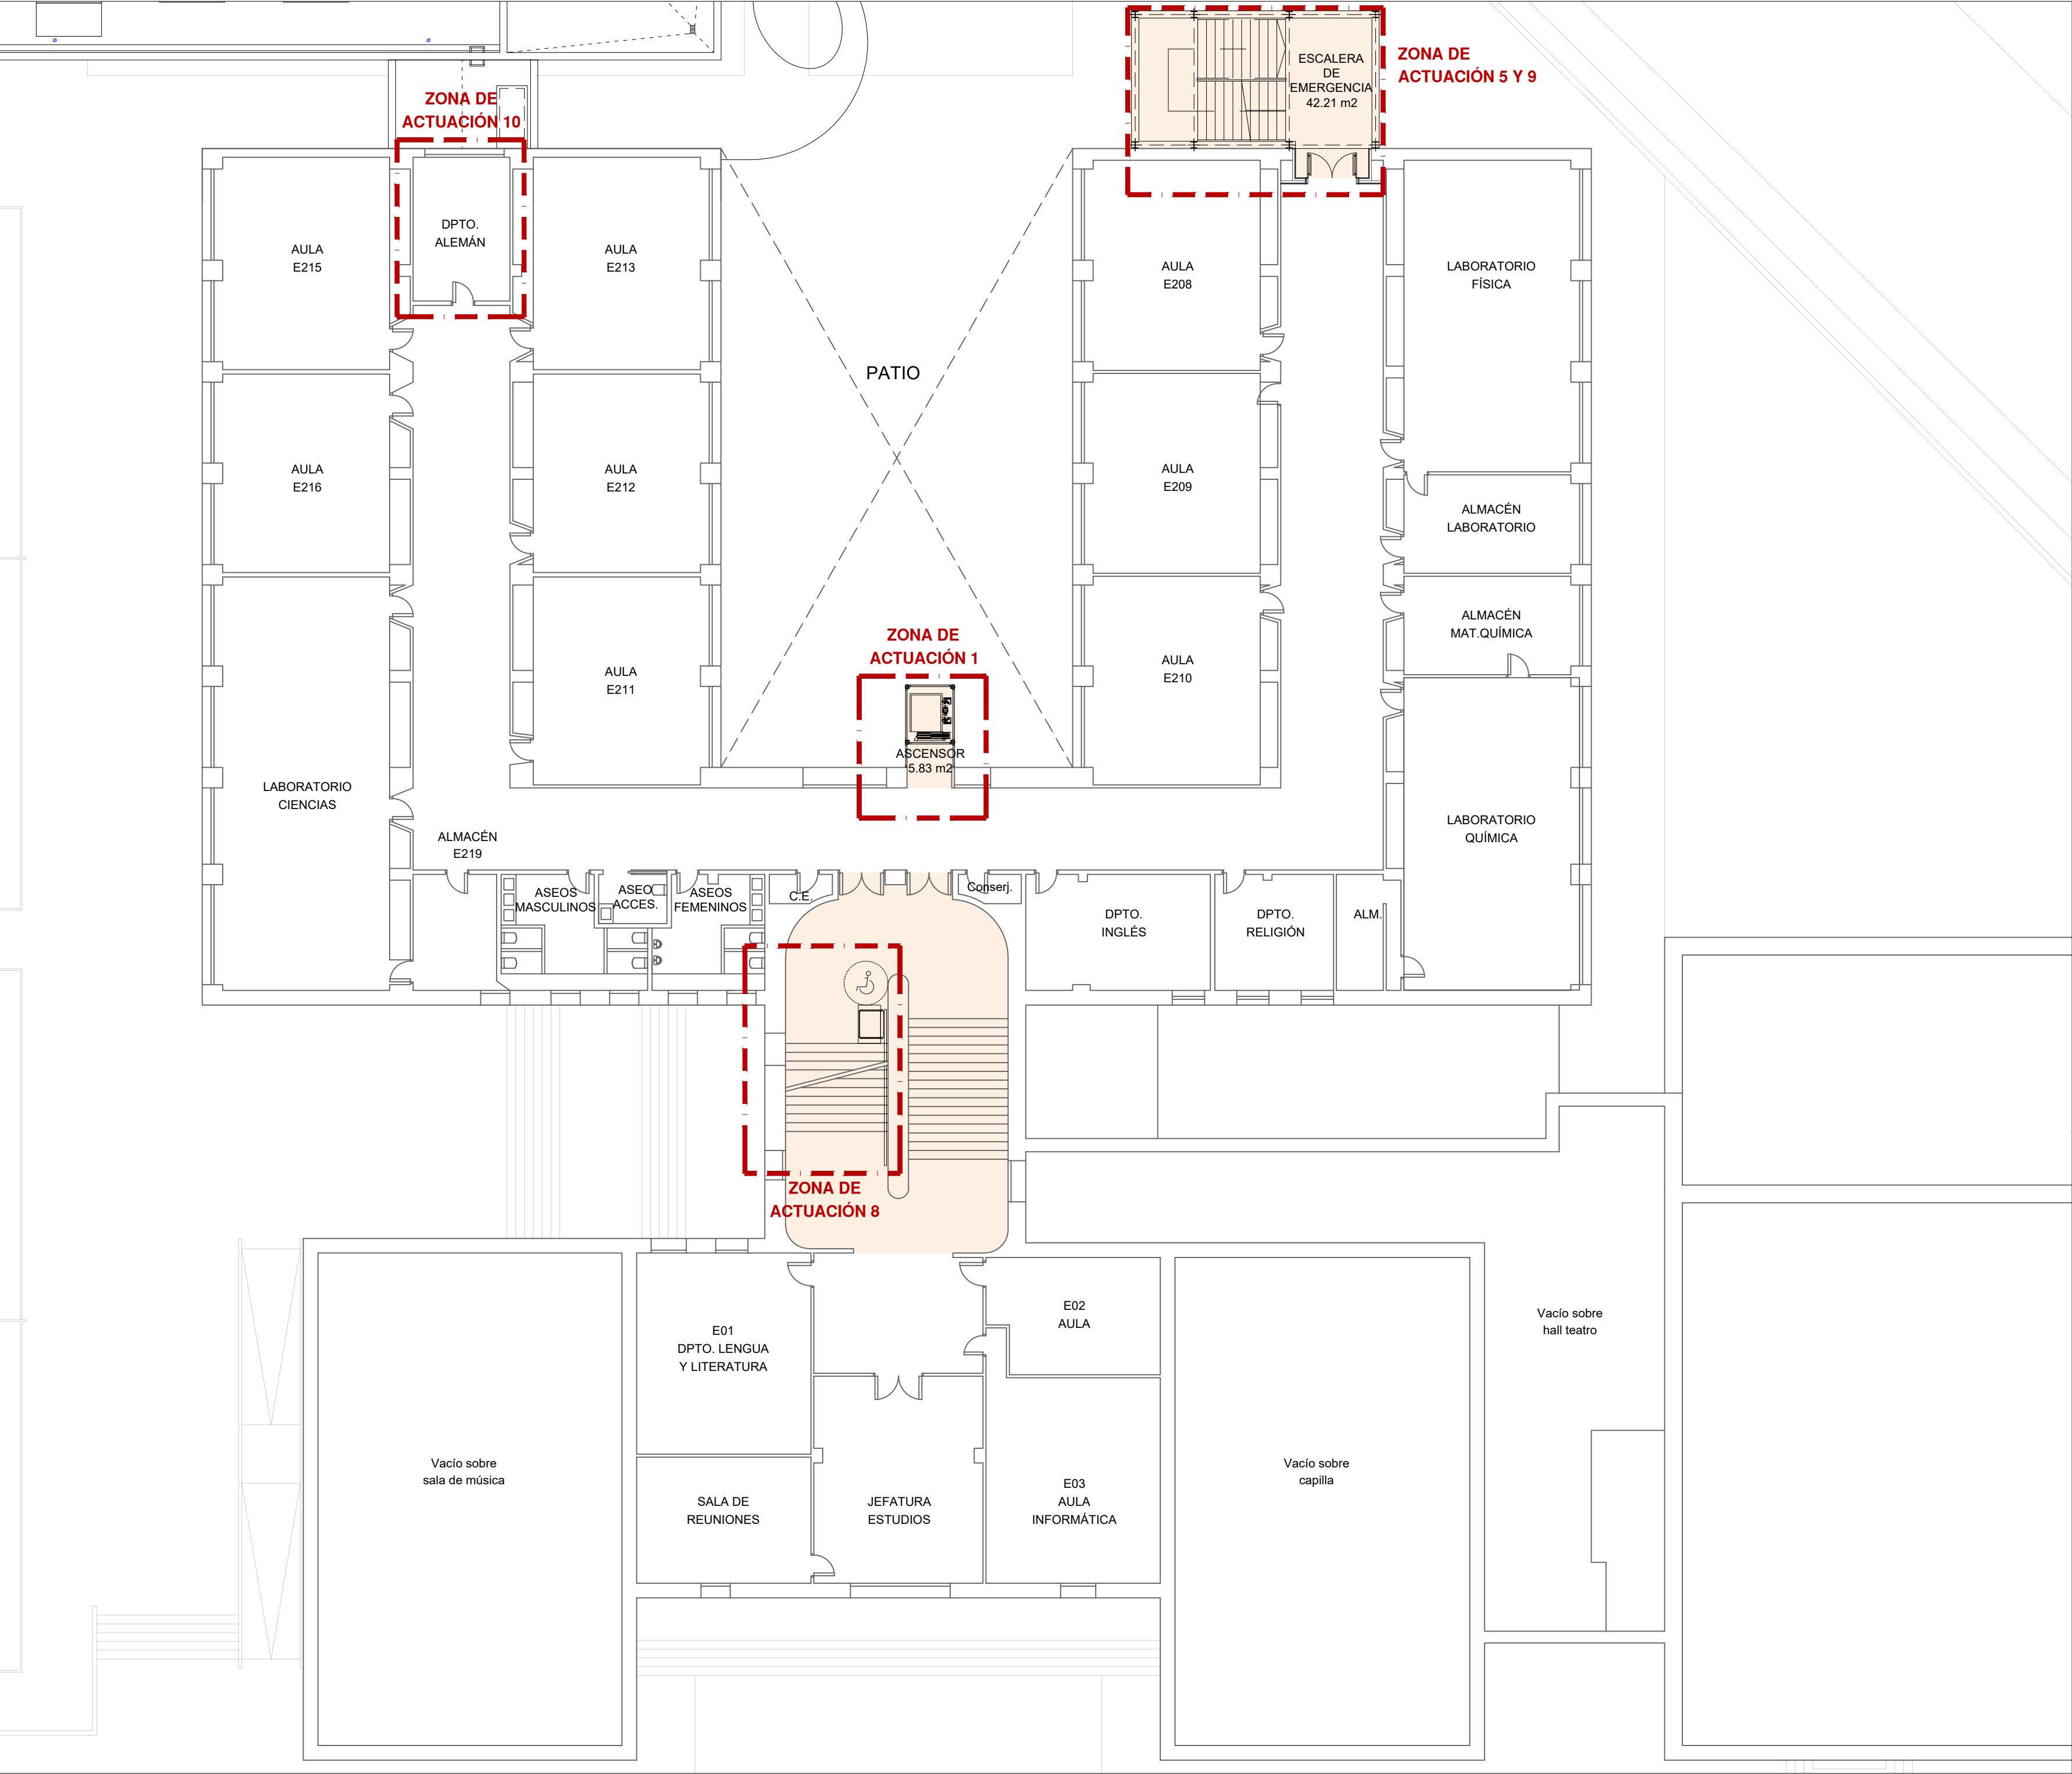 ZONA DE
ACTUACIÓN 5 Y 9
ESCALERA
DE
EMERGENCIA
42.21 m2
ZONA DE
ACTUACIÓN 10
DPTO.
ALEMÁN
AULA
E215
AULA
E213
PATIO
AULA
E208
LABORATORIO
FÍSICA
AULA
E216
AULA
E212
AULA
E209
ALMACÉN
LABORATORIO
ALMACÉN
MAT.QUÍMICA
ZONA DE
ACTUACIÓN 1
AULA
E211
AULA
E210
ASCENSOR
5.83 m2
LABORATORIO
CIENCIAS
LABORATORIO
QUÍMICA
ALMACÉN
E219
ASEOS
MASCULINOS
ASEO
ACCES.
ASEOS
FEMENINOS
C.E.
Conserj.
DPTO.
INGLÉS
DPTO.
RELIGIÓN
ALM.
ZONA DE
ACTUACIÓN 8
E01
DPTO. LENGUA
Y LITERATURA
E02
AULA
Vacío sobre
hall teatro
Vacío sobre
sala de música
SALA DE
REUNIONES
JEFATURA
ESTUDIOS
E03
AULA
INFORMÁTICA
Vacío sobre
capilla